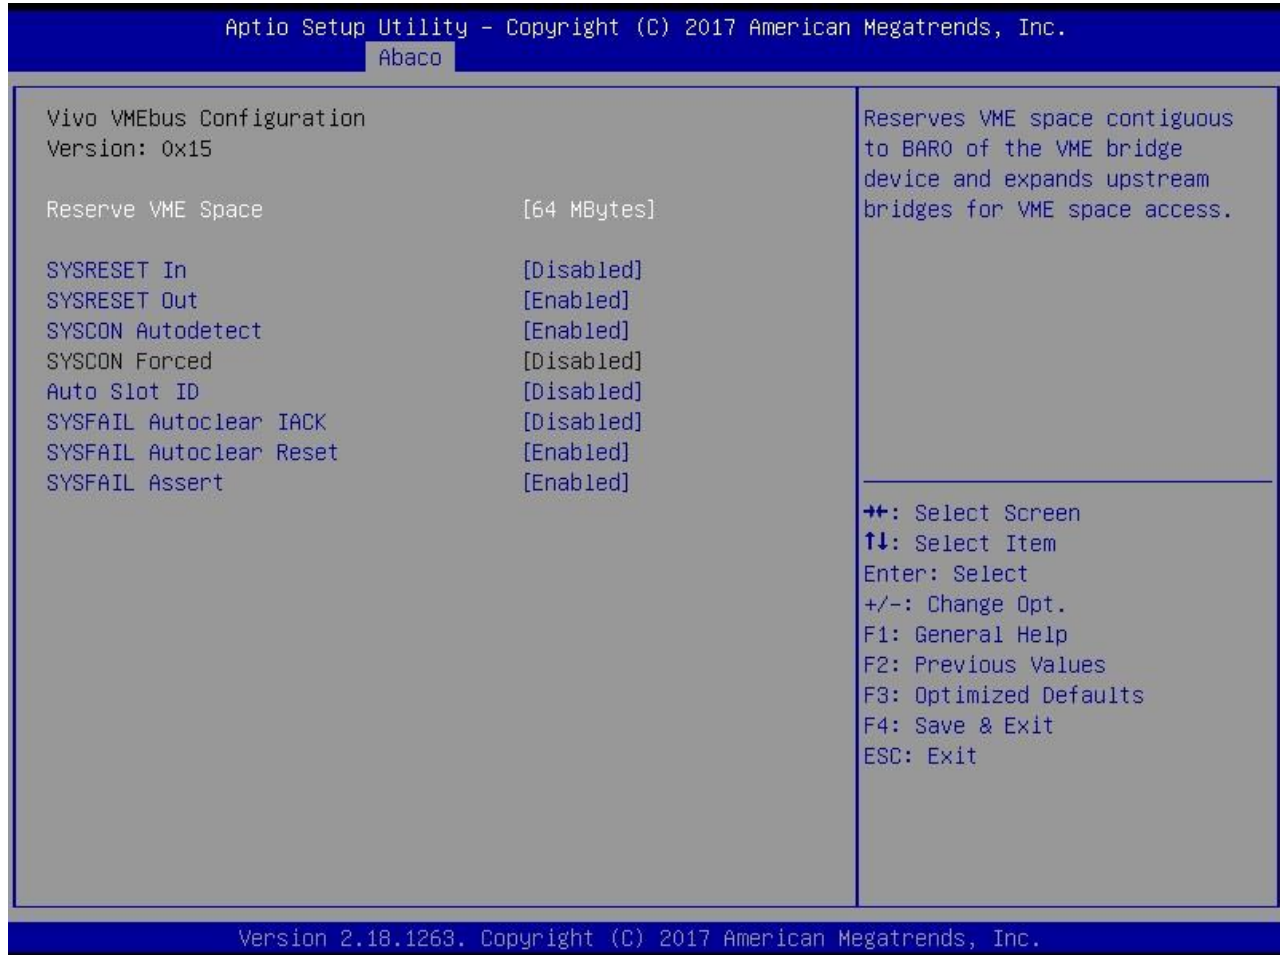 Aptio Setup Utility – Copyright (C) 2017 American Megatrends, Inc.
Abaco
Vivo VMEbus Configuration
Version: 0x15
Reserve VME Space [64 MBytes]
SYSRESET In [Disabled]
SYSRESET Out [Enabled]
SYSCON Autodetect [Enabled]
SYSCON Forced [Disabled]
Auto Slot ID [Disabled]
SYSFAIL Autoclear IACK [Disabled]
SYSFAIL Autoclear Reset [Enabled]
SYSFAIL Assert [Enabled]
Reserves VME space contiguous
to BAR0 of the VME bridge
device and expands upstream
bridges for VME space access.
→←: Select Screen
↑↓: Select Item
Enter: Select
+/-: Change Opt.
F1: General Help
F2: Previous Values
F3: Optimized Defaults
F4: Save & Exit
ESC: Exit
Version 2.18.1263. Copyright (C) 2017 American Megatrends, Inc.